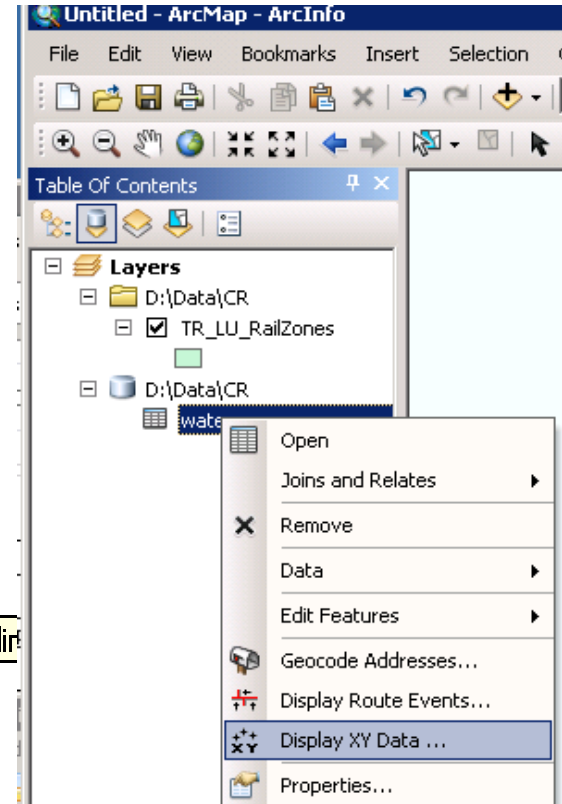 Untitled - ArcMap - ArcInfo
File Edit View Bookmarks Insert Selection
Table Of Contents
Layers
D:\Data\CR
TR_LU_RailZones
D:\Data\CR
wate
Open
Joins and Relates
Remove
Data
Edit Features
Geocode Addresses...
Display Route Events...
XY Display XY Data ...
Properties...